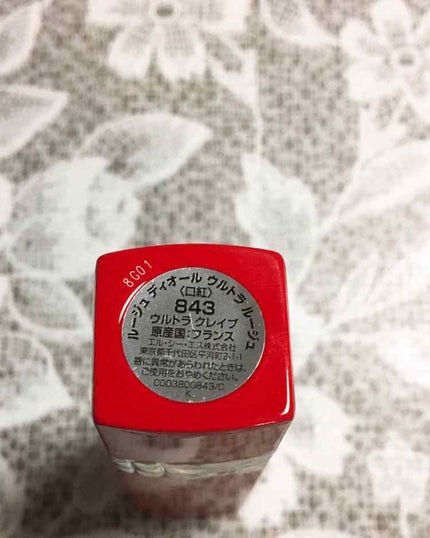 8G01
ルージュ ディオール ウルトラ ルージュ
〈口紅〉
843
ウルトラ クレイブ
原産国:フランス
エル・シー・エス株式会社
東京都千代田区平河町2-1-1
唇に異常があらわれたときは、
ご使用をおやめください。
C003800843/C
K.